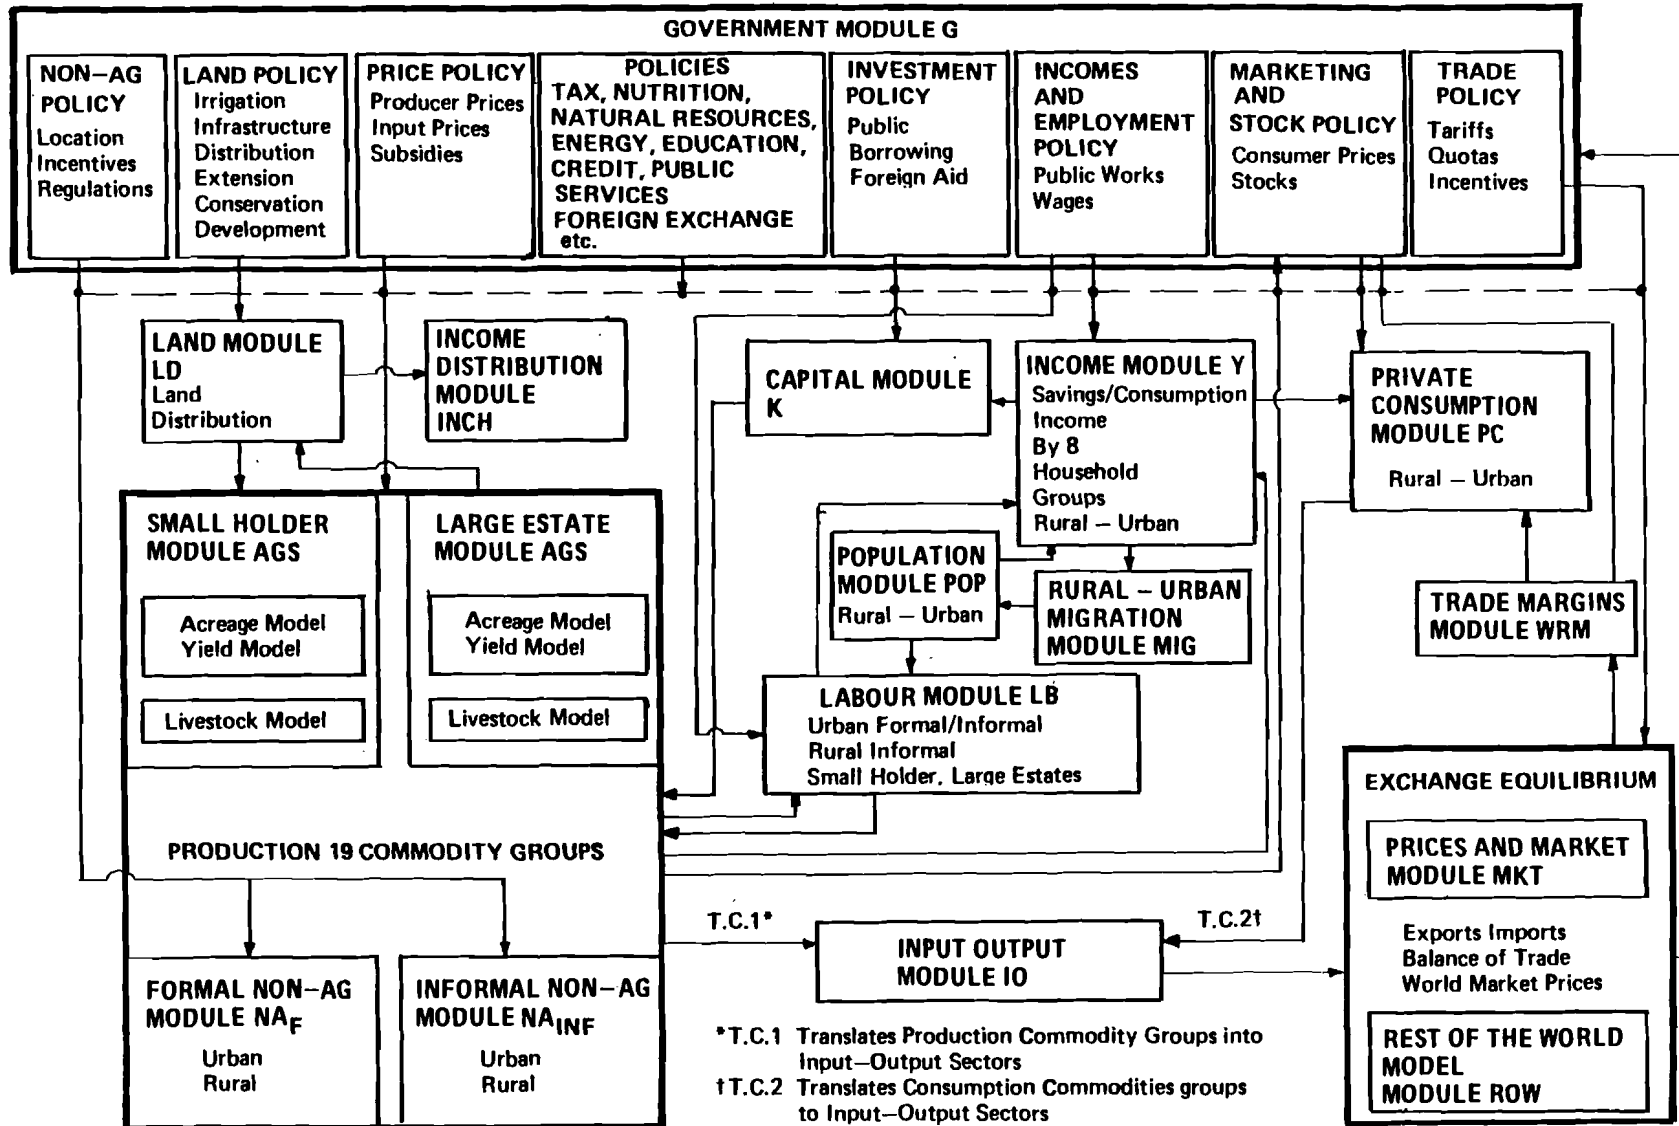 GOVERNMENT MODULE G
NON–AG
POLICY
Location
Incentives
Regulations
LAND POLICY
Irrigation
Infrastructure
Distribution
Extension
Conservation
Development
PRICE POLICY
Producer Prices
Input Prices
Subsidies
POLICIES
TAX, NUTRITION,
NATURAL RESOURCES,
ENERGY, EDUCATION,
CREDIT, PUBLIC
SERVICES
FOREIGN EXCHANGE
etc.
INVESTMENT
POLICY
Public
Borrowing
Foreign Aid
INCOMES
AND
EMPLOYMENT
POLICY
Public Works
Wages
MARKETING
AND
STOCK POLICY
Consumer Prices
Stocks
TRADE
POLICY
Tariffs
Quotas
Incentives
LAND MODULE
LD
Land
Distribution
INCOME
DISTRIBUTION
MODULE
INCH
CAPITAL MODULE
K
INCOME MODULE Y
Savings/Consumption
Income
By 8
Household
Groups
Rural – Urban
PRIVATE
CONSUMPTION
MODULE PC
Rural – Urban
SMALL HOLDER
MODULE AGS
Acreage Model
Yield Model
Livestock Model
LARGE ESTATE
MODULE AGS
Acreage Model
Yield Model
Livestock Model
POPULATION
MODULE POP
Rural – Urban
RURAL – URBAN
MIGRATION
MODULE MIG
TRADE MARGINS
MODULE WRM
LABOUR MODULE LB
Urban Formal/Informal
Rural Informal
Small Holder, Large Estates
PRODUCTION 19 COMMODITY GROUPS
EXCHANGE EQUILIBRIUM
PRICES AND MARKET
MODULE MKT
Exports Imports
Balance of Trade
World Market Prices
REST OF THE WORLD
MODEL
MODULE ROW
T.C.1*
T.C.2†
INPUT OUTPUT
MODULE IO
FORMAL NON–AG
MODULE NAF
Urban
Rural
INFORMAL NON–AG
MODULE NAINF
Urban
Rural
*T.C.1 Translates Production Commodity Groups into
Input–Output Sectors
†T.C.2 Translates Consumption Commodities groups
to Input–Output Sectors